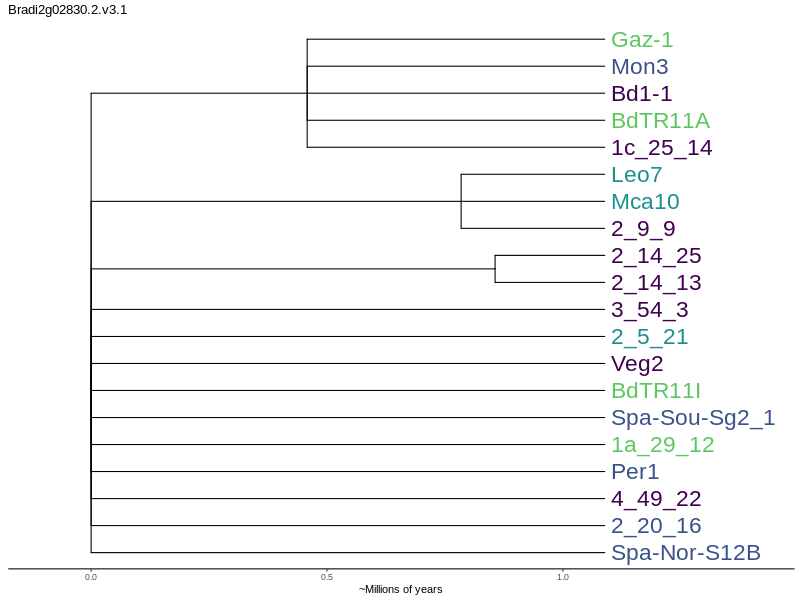 Bradi2g02830.2.v3.1
Gaz-1
Mon3
Bd1-1
BdTR11A
1c_25_14
Leo7
Mca10
2_9_9
2_14_25
2_14_13
3_54_3
2_5_21
Veg2
BdTR11I
Spa-Sou-Sg2_1
1a_29_12
Per1
4_49_22
2_20_16
Spa-Nor-S12B
0.0 0.5 1.0
~Millions of years